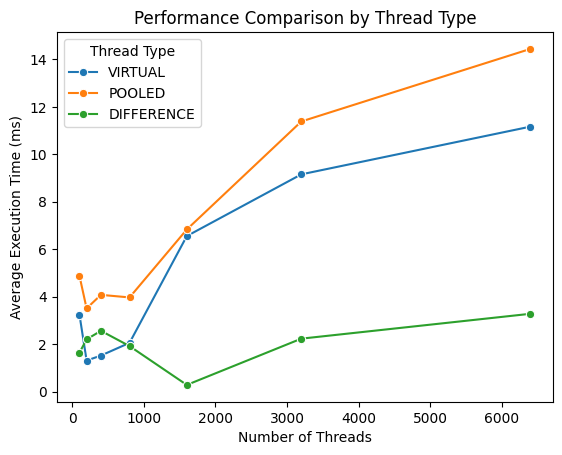 Performance Comparison by Thread Type
Thread Type
VIRTUAL
POOLED
DIFFERENCE
Average Execution Time (ms)
14
12
10
8
6
4
2
0
0 1000 2000 3000 4000 5000 6000
Number of Threads